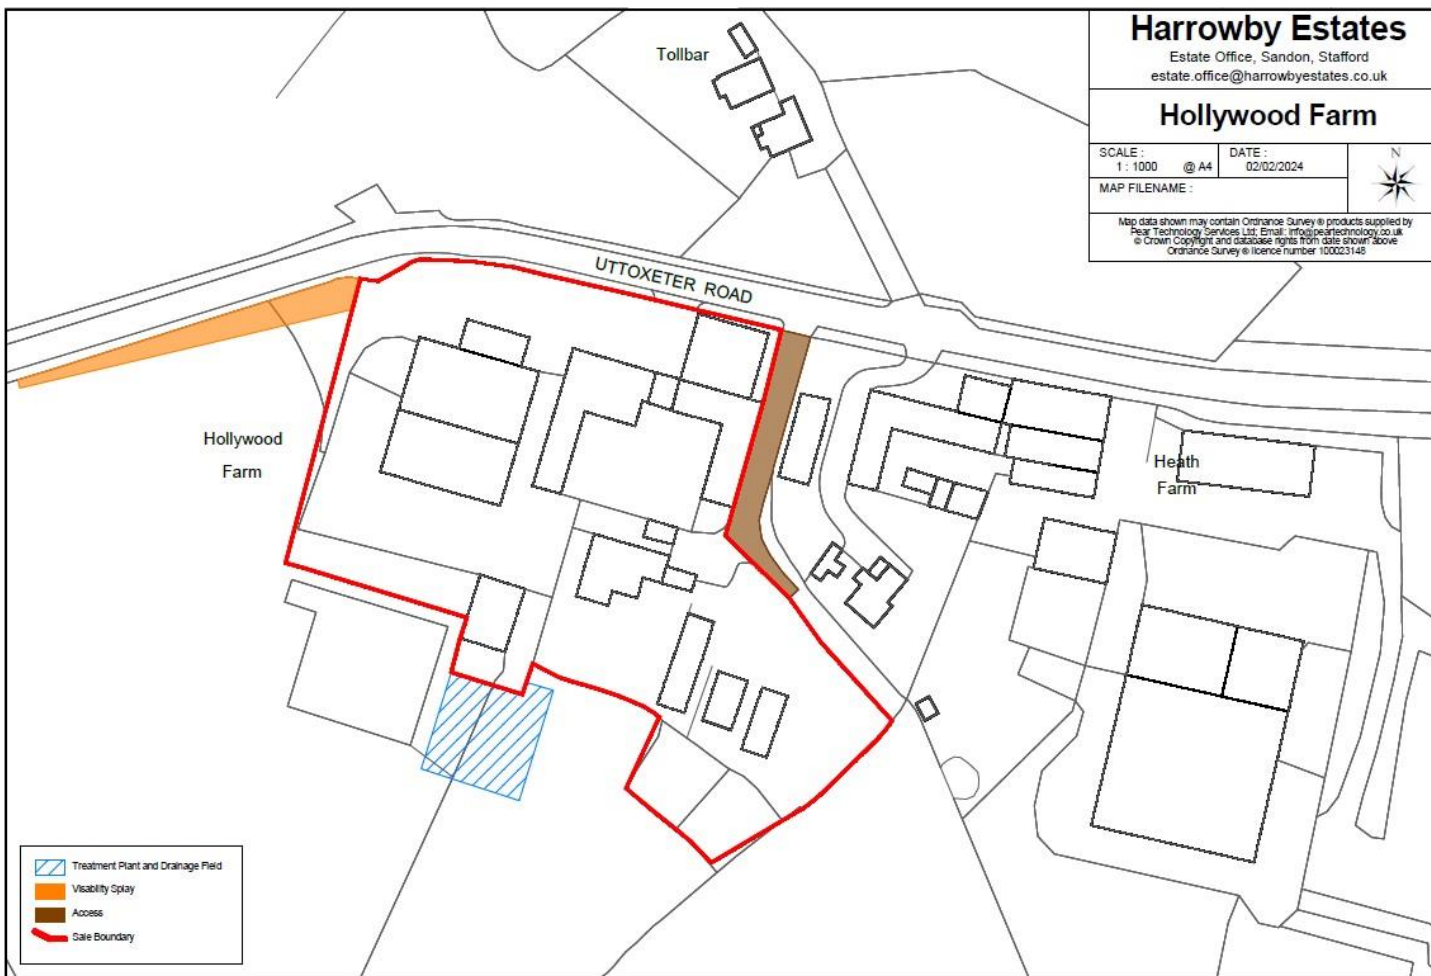 Harrowby Estates
Estate Office, Sandon, Stafford
estate.office@harrowbyestates.co.uk
Hollywood Farm
SCALE :
1 : 1000 @ A4
DATE :
02/02/2024
N
MAP FILENAME :
Map data shown may contain Ordnance Survey ® products supplied by
Pear Technology Services Ltd; Email: info@peartechnology.co.uk
© Crown Copyright and database rights from date shown above
Ordnance Survey ® licence number 100023148
Tollbar
UTTOXETER ROAD
Hollywood
Farm
Heath
Farm
Treatment Plant and Drainage Field
Visability Splay
Access
Sale Boundary